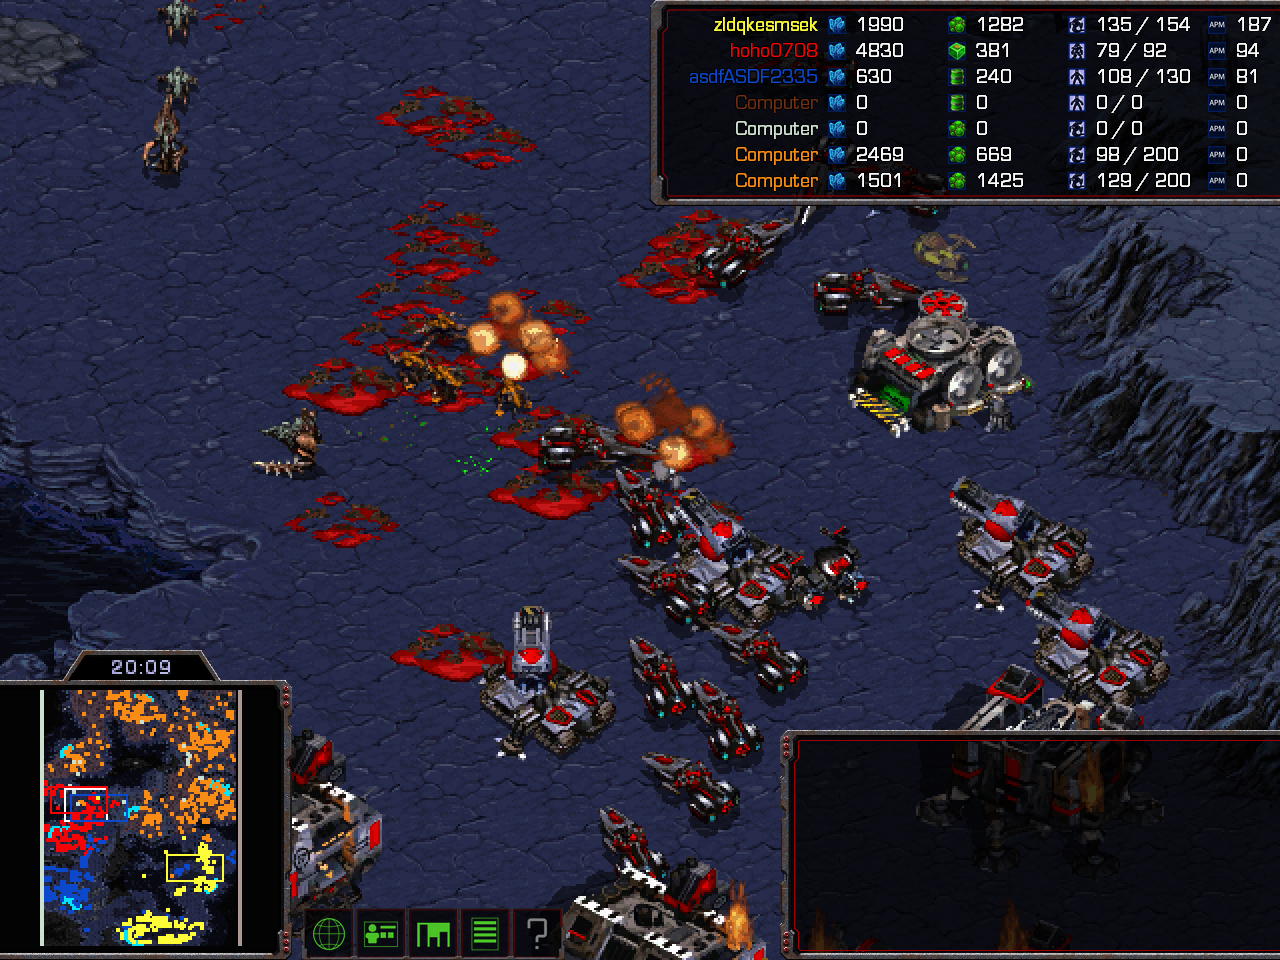 zldqkesmsek 1990 1282 135 / 154 APM 187
hoho0708 4830 381 79 / 92 APM 94
asdfASDF2335 630 240 108 / 130 APM 81
Computer 0 0 0 / 0 APM 0
Computer 0 0 0 / 0 APM 0
Computer 2469 669 98 / 200 APM 0
Computer 1501 1425 129 / 200 APM 0
20:09
?